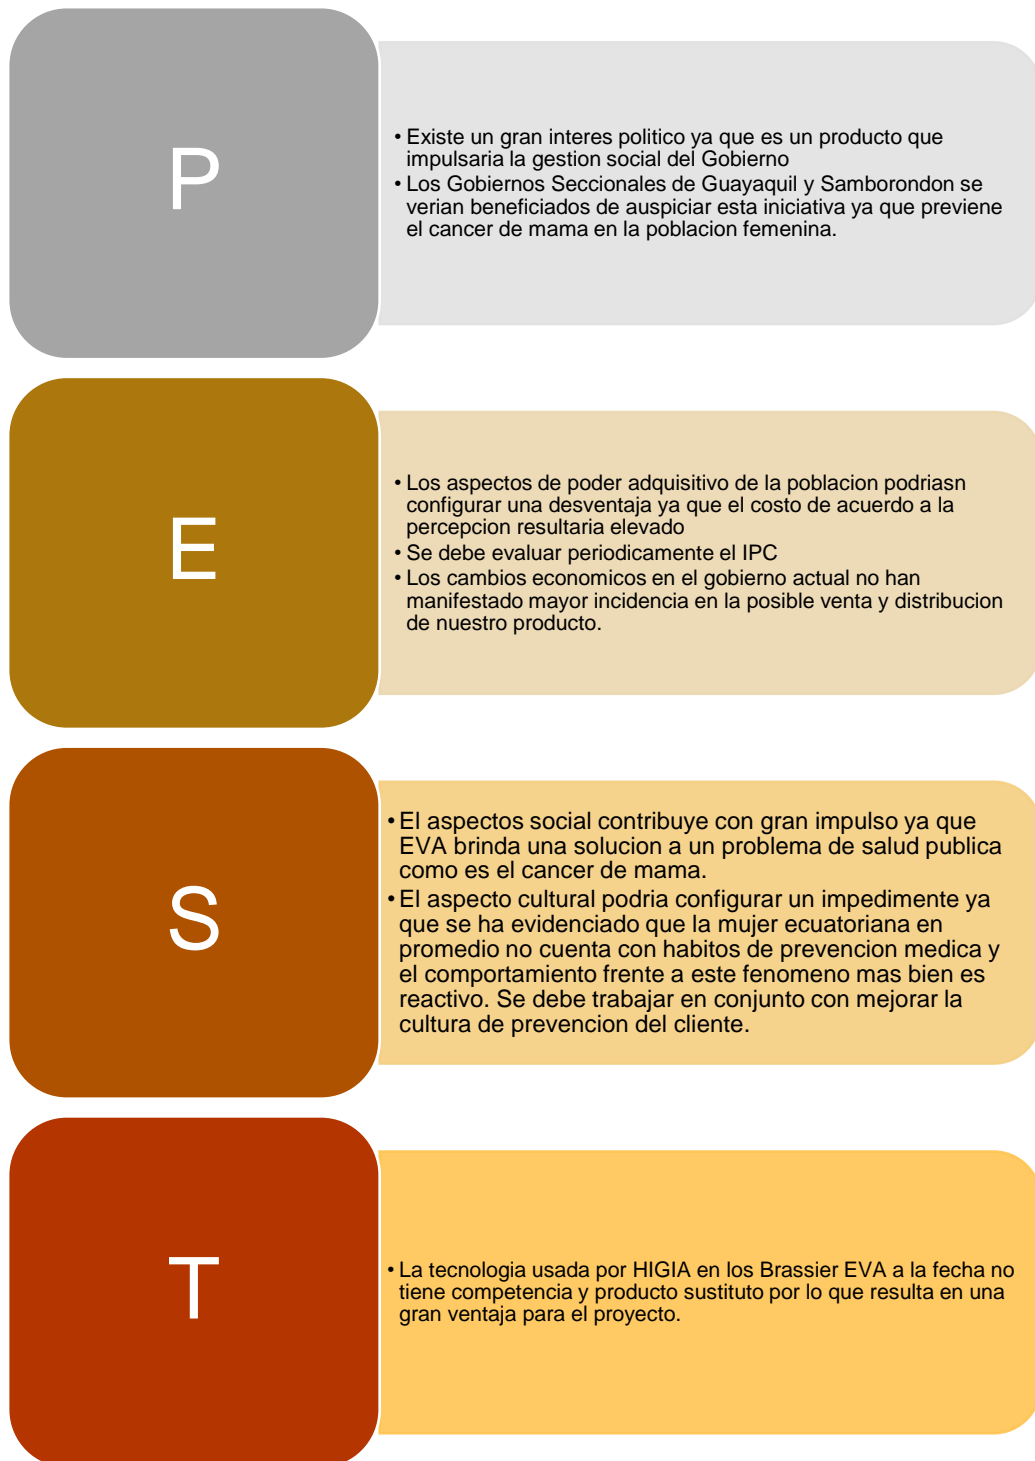 P
• Existe un gran interes politico ya que es un producto que
impulsaria la gestion social del Gobierno
• Los Gobiernos Seccionales de Guayaquil y Samborondon se
verian beneficiados de auspiciar esta iniciativa ya que previene
el cancer de mama en la poblacion femenina.
E
• Los aspectos de poder adquisitivo de la poblacion podriasn
configurar una desventaja ya que el costo de acuerdo a la
percepcion resultaria elevado
• Se debe evaluar periodicamente el IPC
• Los cambios economicos en el gobierno actual no han
manifestado mayor incidencia en la posible venta y distribucion
de nuestro producto.
S
• El aspectos social contribuye con gran impulso ya que
EVA brinda una solucion a un problema de salud publica
como es el cancer de mama.
• El aspecto cultural podria configurar un impedimente ya
que se ha evidenciado que la mujer ecuatoriana en
promedio no cuenta con habitos de prevencion medica y
el comportamiento frente a este fenomeno mas bien es
reactivo. Se debe trabajar en conjunto con mejorar la
cultura de prevencion del cliente.
T
• La tecnologia usada por HIGIA en los Brassier EVA a la fecha no
tiene competencia y producto sustituto por lo que resulta en una
gran ventaja para el proyecto.